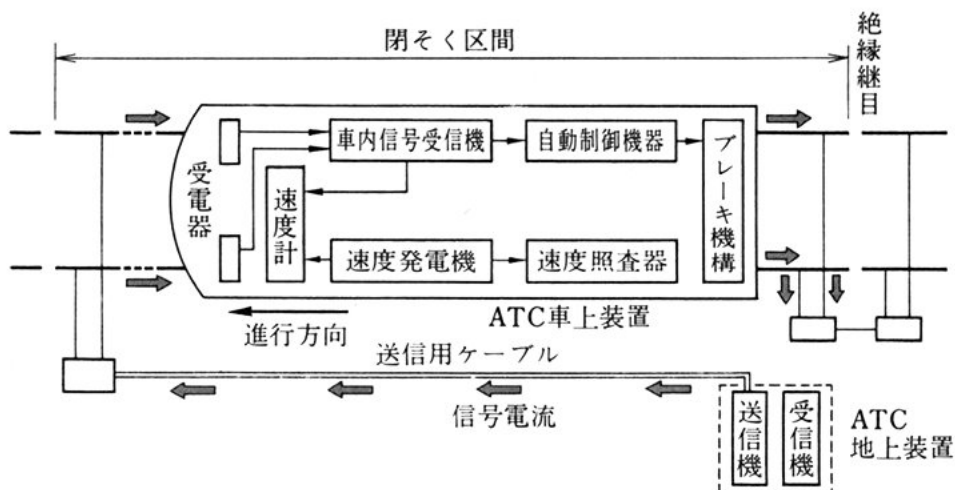 閉そく区間
絶縁継目
受電器
車内信号受信機
自動制御機器
ブレーキ機構
速度計
速度発電機
速度照査器
進行方向
ATC車上装置
送信用ケーブル
信号電流
送信機
受信機
ATC
地上装置